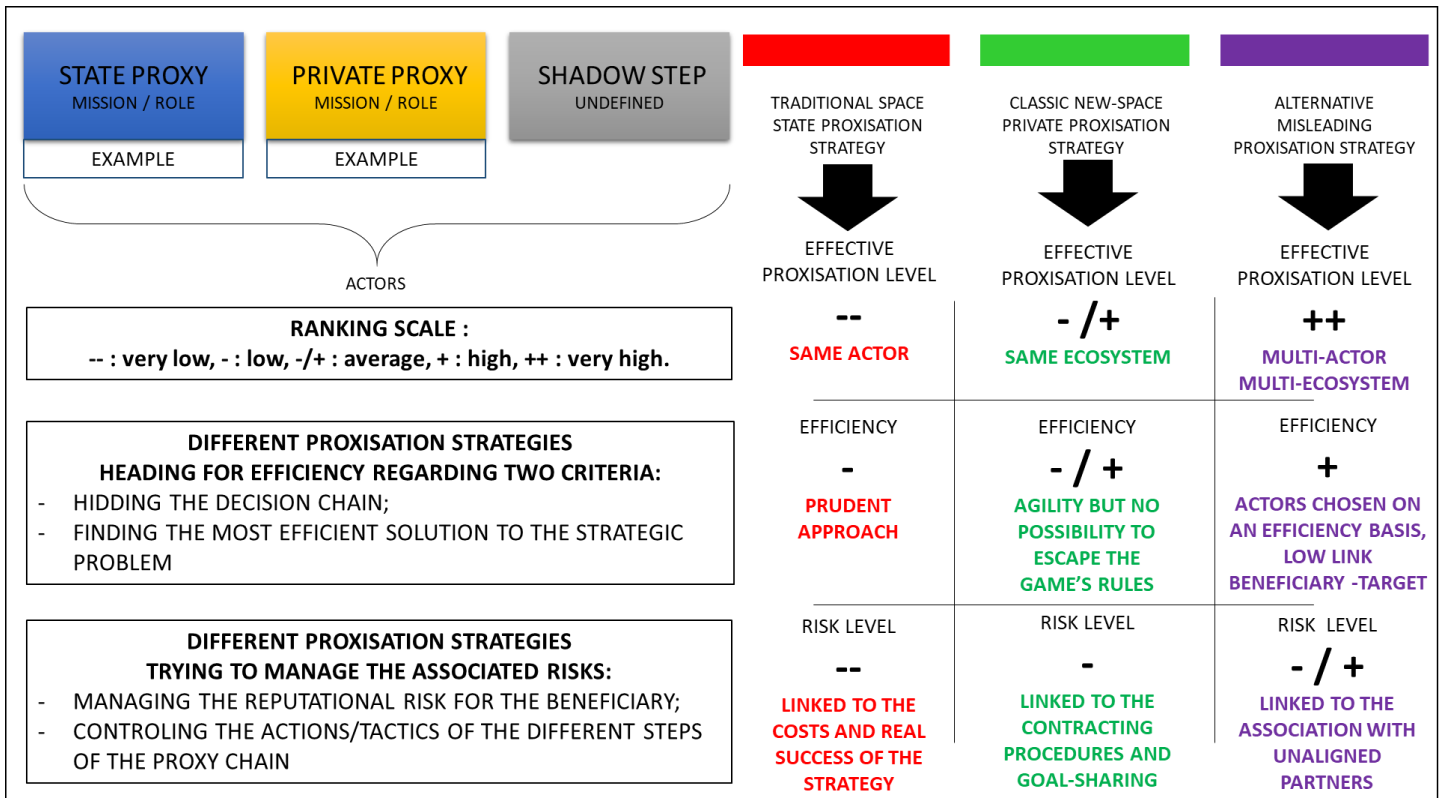 STATE PROXY
MISSION / ROLE
EXAMPLE
PRIVATE PROXY
MISSION / ROLE
EXAMPLE
SHADOW STEP
UNDEFINED
ACTORS
RANKING SCALE :
-- : very low, - : low, -/+ : average, + : high, ++ : very high.
DIFFERENT PROXISATION STRATEGIES
HEADING FOR EFFICIENCY REGARDING TWO CRITERIA:
- HIDDING THE DECISION CHAIN;
- FINDING THE MOST EFFICIENT SOLUTION TO THE STRATEGIC
PROBLEM
DIFFERENT PROXISATION STRATEGIES
TRYING TO MANAGE THE ASSOCIATED RISKS:
- MANAGING THE REPUTATIONAL RISK FOR THE BENEFICIARY;
- CONTROLING THE ACTIONS/TACTICS OF THE DIFFERENT STEPS
OF THE PROXY CHAIN
TRADITIONAL SPACE
STATE PROXISATION
STRATEGY
EFFECTIVE
PROXISATION LEVEL
--
SAME ACTOR
EFFICIENCY
-
PRUDENT
APPROACH
RISK LEVEL
--
LINKED TO THE
COSTS AND REAL
SUCCESS OF THE
STRATEGY
CLASSIC NEW-SPACE
PRIVATE PROXISATION
STRATEGY
EFFECTIVE
PROXISATION LEVEL
- /+
SAME ECOSYSTEM
EFFICIENCY
- / +
AGILITY BUT NO
POSSIBILITY TO
ESCAPE THE
GAME'S RULES
RISK LEVEL
-
LINKED TO THE
CONTRACTING
PROCEDURES AND
GOAL-SHARING
ALTERNATIVE
MISLEADING
PROXISATION STRATEGY
EFFECTIVE
PROXISATION LEVEL
++
MULTI-ACTOR
MULTI-ECOSYSTEM
EFFICIENCY
+
ACTORS CHOSEN ON
AN EFFICIENCY BASIS,
LOW LINK
BENEFICIARY -TARGET
RISK LEVEL
- / +
LINKED TO THE
ASSOCIATION WITH
UNALIGNED
PARTNERS